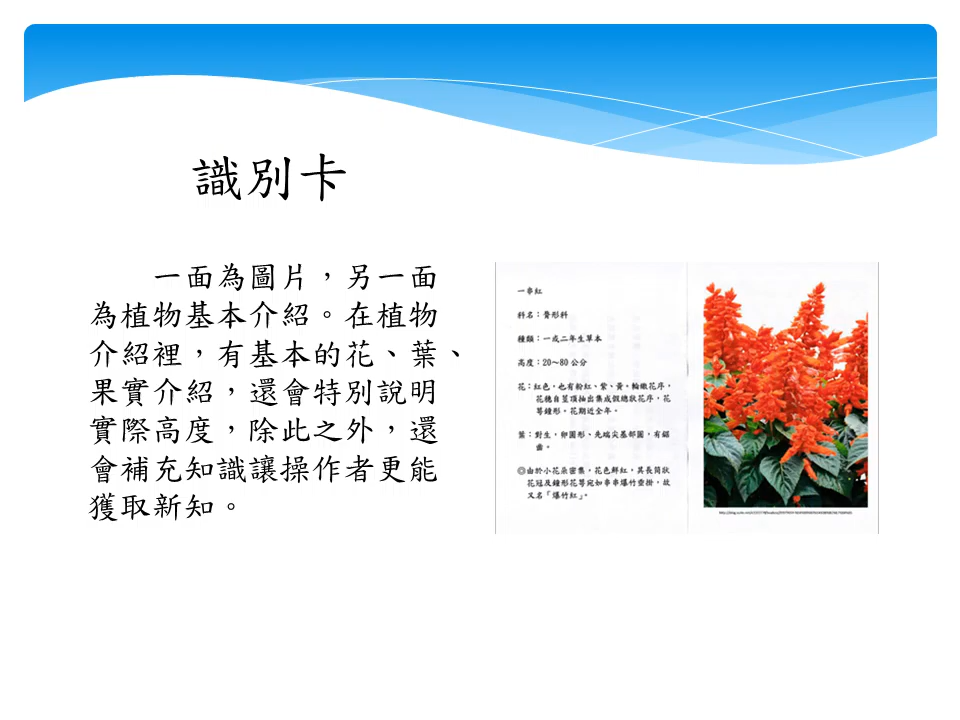 識別卡
一面為圖片，另一面
為植物基本介紹。在植物
介紹裡，有基本的花、葉、
果實介紹，還會特別說明
實際高度，除此之外，還
會補充知識讓操作者更能
獲取新知。
一串紅
科名：唇形科
種類：一或二年生草本
高度：20～80公分
花：紅色，也有粉紅、紫、黃。輪繖花序，
花穗自莖頂抽出集成假總狀花序，花
萼鐘形。花期近全年。
葉：對生，卵圓形、先端尖基部圓，有鋸
齒。
◎由於小花朵密集，花色鮮紅，其長筒狀
花冠及鐘形花萼宛如串串爆竹垂掛，故
又名「爆竹紅」。